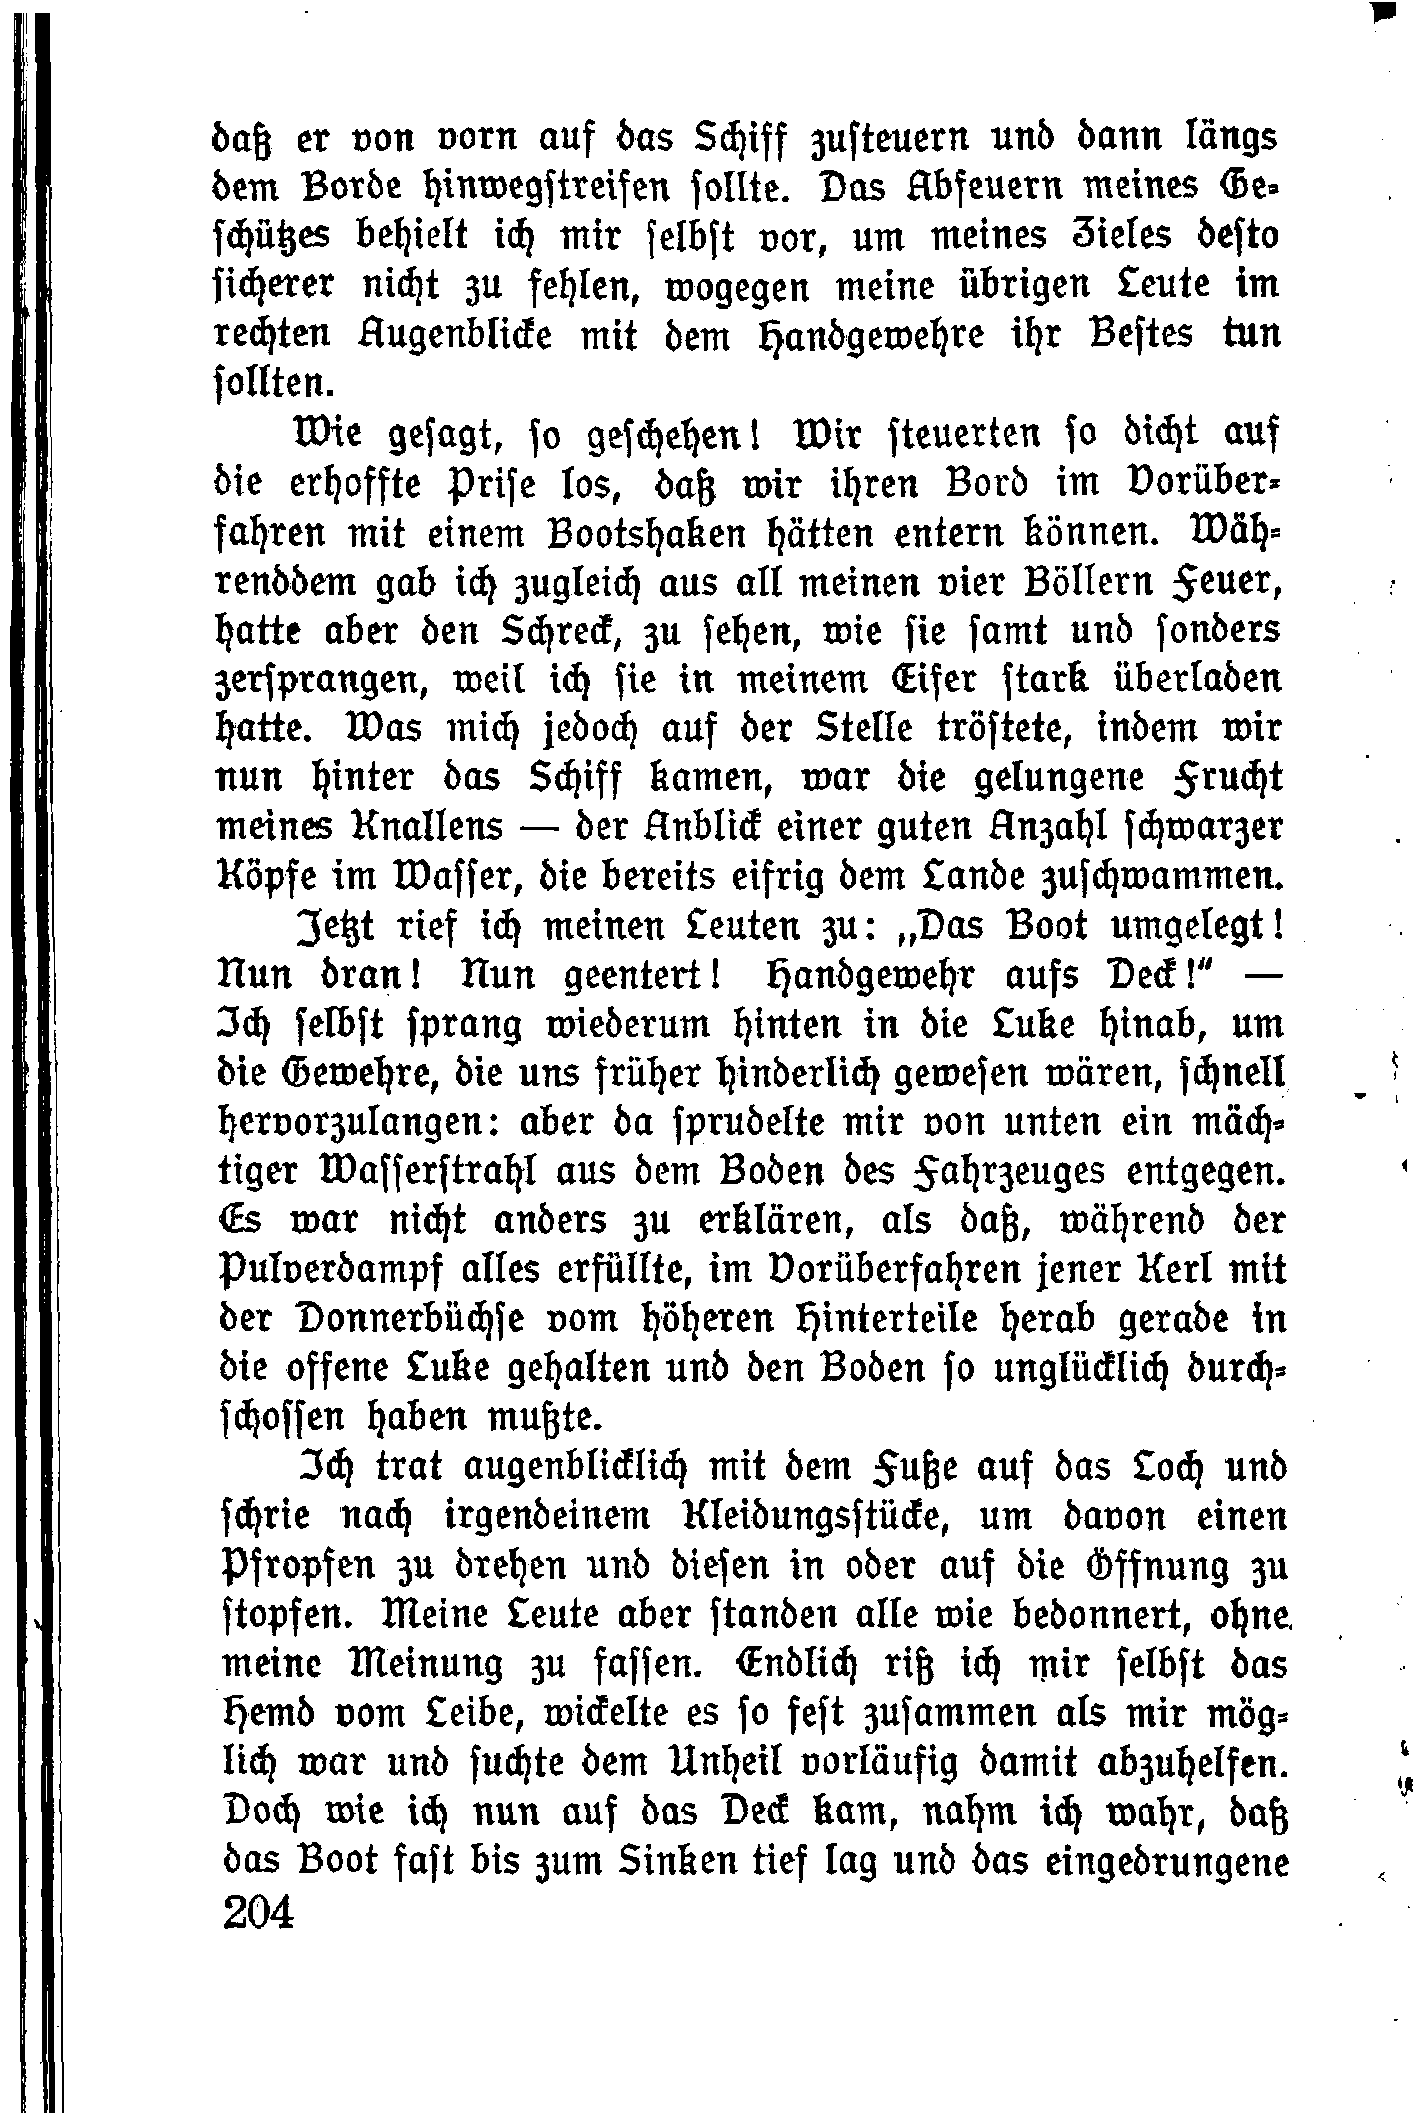 daß er von vorn auf das Schiff zusteuern und dann längs
dem Borde hinwegstreifen sollte. Das Abfeuern meines Ge-
schützes behielt ich mir selbst vor, um meines Zieles desto
sicherer nicht zu fehlen, wogegen meine übrigen Leute im
rechten Augenblicke mit dem Handgewehre ihr Bestes tun
sollten.
Wie gesagt, so geschehen! Wir steuerten so dicht auf
die erhoffte Prise los, daß wir ihren Bord im Vorüber-
fahren mit einem Bootshaken hätten entern können. Wäh-
renddem gab ich zugleich aus all meinen vier Böllern Feuer,
hatte aber den Schreck, zu sehen, wie sie samt und sonders
zersprangen, weil ich sie in meinem Eifer stark überladen
hatte. Was mich jedoch auf der Stelle tröstete, indem wir
nun hinter das Schiff kamen, war die gelungene Frucht
meines Knallens — der Anblick einer guten Anzahl schwarzer
Köpfe im Wasser, die bereits eifrig dem Lande zuschwammen.
Jetzt rief ich meinen Leuten zu: „Das Boot umgelegt!
Nun dran! Nun geentert! Handgewehr aufs Deck!“ —
Ich selbst sprang wiederum hinten in die Luke hinab, um
die Gewehre, die uns früher hinderlich gewesen wären, schnell
hervorzulangen: aber da sprudelte mir von unten ein mäch-
tiger Wasserstrahl aus dem Boden des Fahrzeuges entgegen.
Es war nicht anders zu erklären, als daß, während der
Pulverdampf alles erfüllte, im Vorüberfahren jener Kerl mit
der Donnerbüchse vom höheren Hinterteile herab gerade in
die offene Luke gehalten und den Boden so unglücklich durch-
schossen haben mußte.
Ich trat augenblicklich mit dem Fuße auf das Loch und
schrie nach irgendeinem Kleidungsstücke, um davon einen
Pfropfen zu drehen und diesen in oder auf die Öffnung zu
stopfen. Meine Leute aber standen alle wie bedonnert, ohne
meine Meinung zu fassen. Endlich riß ich mir selbst das
Hemd vom Leibe, wickelte es so fest zusammen als mir mög-
lich war und suchte dem Unheil vorläufig damit abzuhelfen.
Doch wie ich nun auf das Deck kam, nahm ich wahr, daß
das Boot fast bis zum Sinken tief lag und das eingedrungene
204